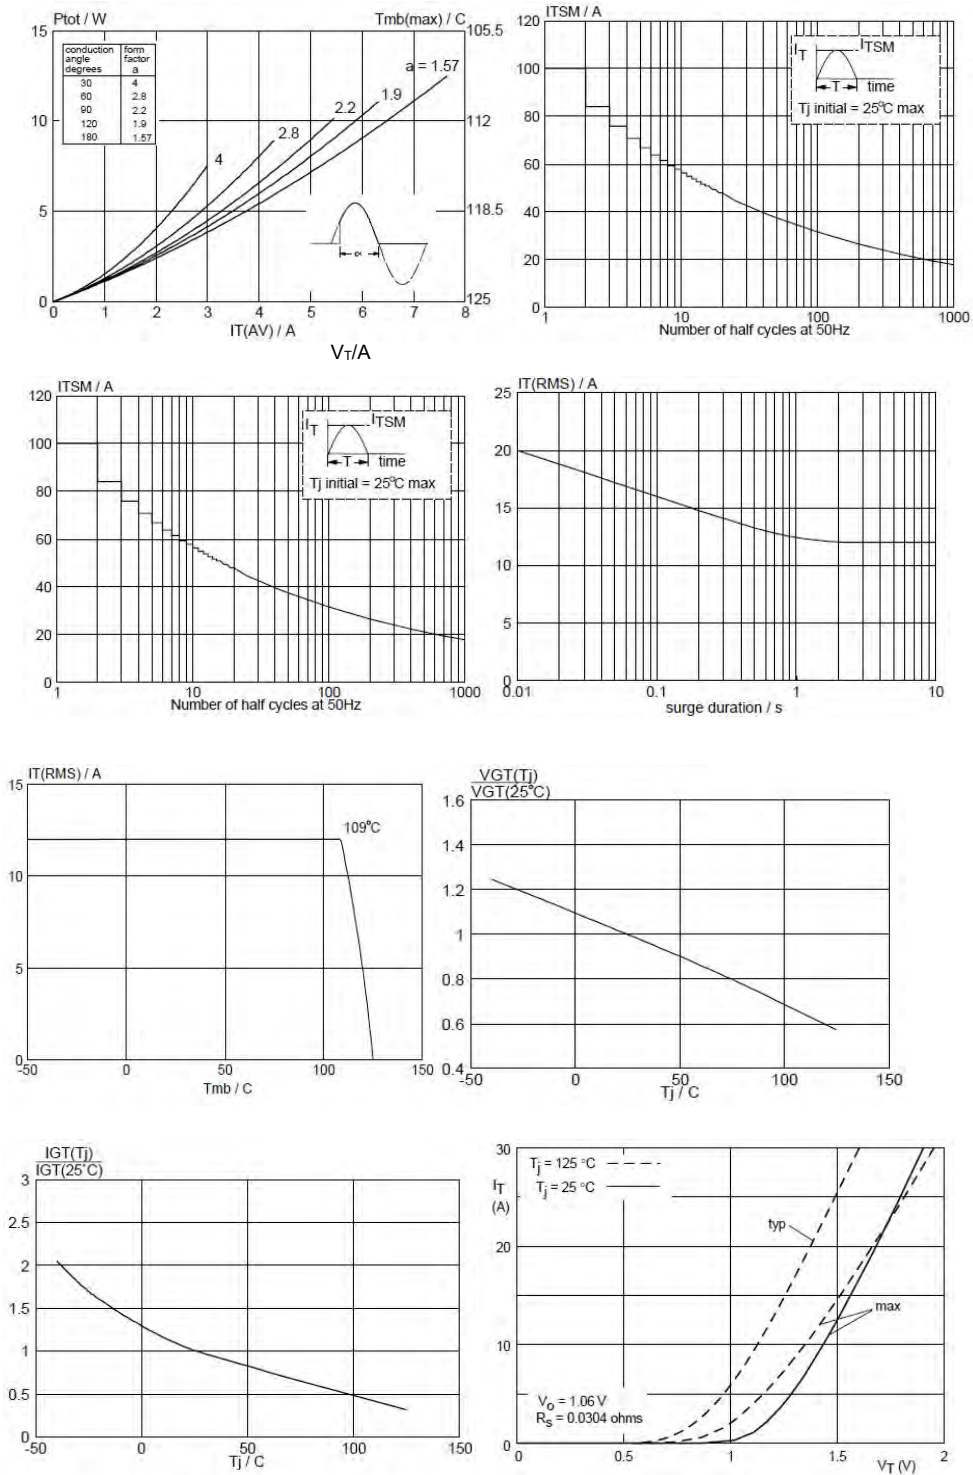 Ptot / W
Tmb(max) / C
15
10
5
0
105.5
112
118.5
125
conduction angle degrees
form factor a
30 4
60 2.8
90 2.2
120 1.9
180 1.57
a = 1.57
1.9
2.2
2.8
4
α
0 1 2 3 4 5 6 7 8
IT(AV) / A
VT/A
ITSM / A
120
100
80
60
40
20
0
IT
ITSM
T
time
Tj initial = 25°C max
1 10 100 1000
Number of half cycles at 50Hz
ITSM / A
120
100
80
60
40
20
0
IT
ITSM
T
time
Tj initial = 25°C max
1 10 100 1000
Number of half cycles at 50Hz
IT(RMS) / A
25
20
15
10
5
0
0.01 0.1 1 10
surge duration / s
IT(RMS) / A
15
10
5
0
109°C
-50 0 50 100 150
Tmb / C
VGT(Tj)
VGT(25°C)
1.6
1.4
1.2
1
0.8
0.6
0.4
-50 0 50 100 150
Tj / C
IGT(Tj)
IGT(25°C)
3
2.5
2
1.5
1
0.5
0
-50 0 50 100 150
Tj / C
30
IT
(A)
20
10
0
Tj = 125 °C
Tj = 25 °C
typ
max
Vo = 1.06 V
Rs = 0.0304 ohms
0 0.5 1 1.5 2
VT (V)